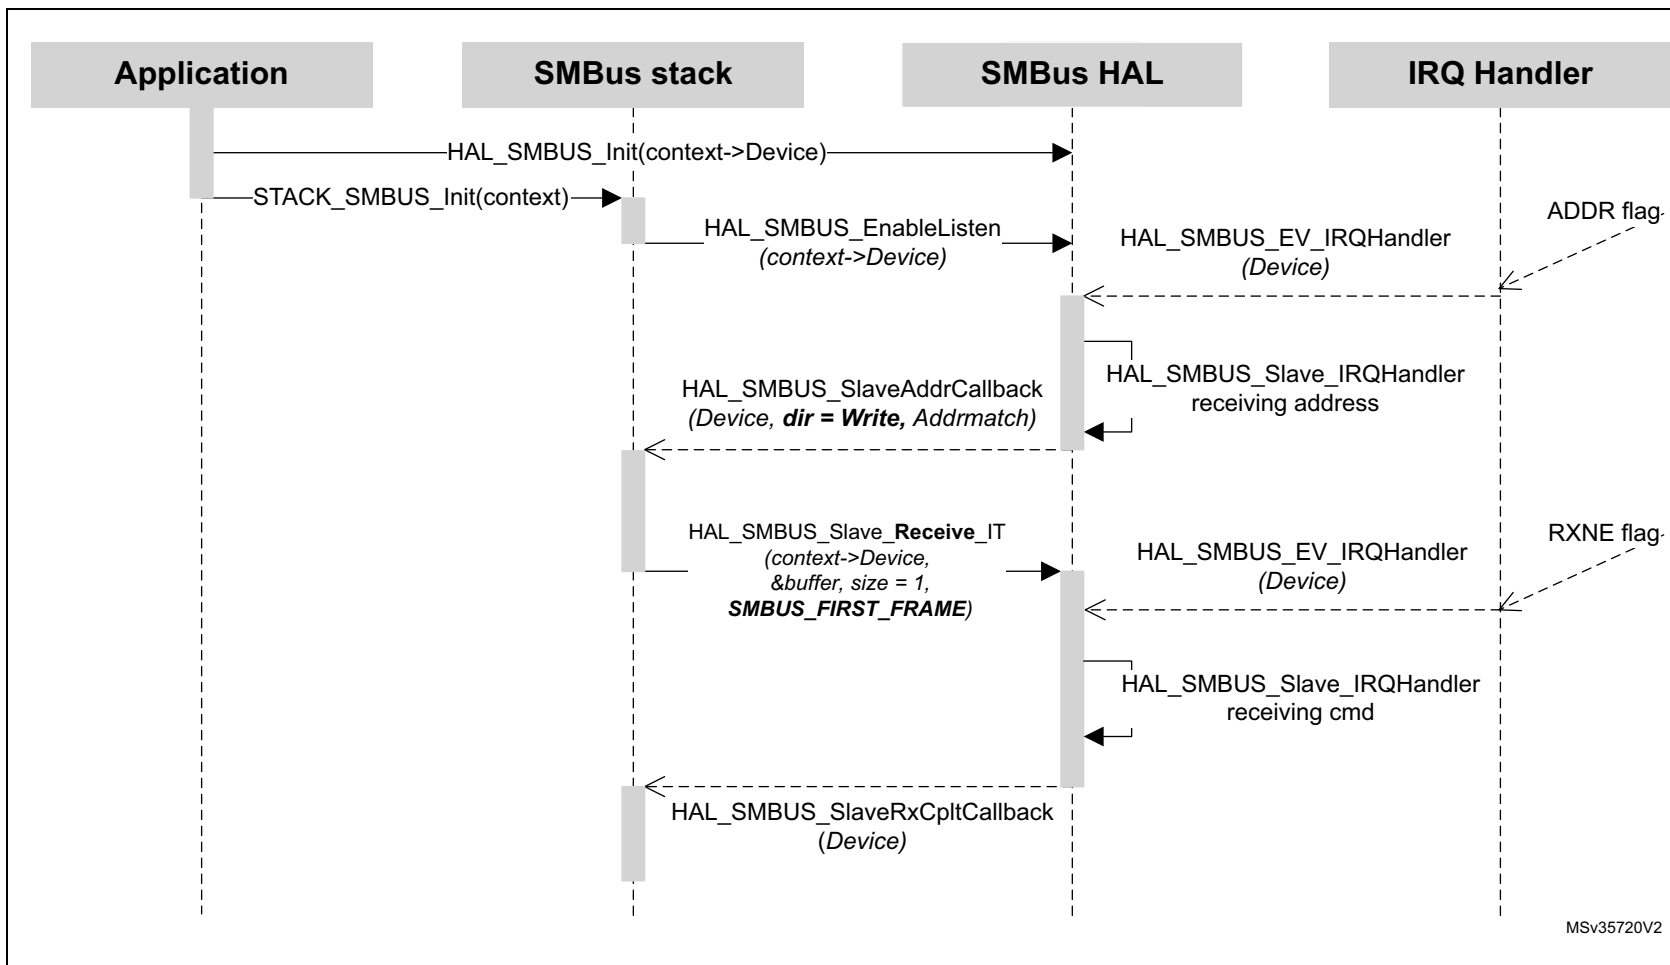 Application
SMBus stack
SMBus HAL
IRQ Handler
HAL_SMBUS_Init(context->Device)
STACK_SMBUS_Init(context)
ADDR flag
HAL_SMBUS_EnableListen
(context->Device)
HAL_SMBUS_EV_IRQHandler
(Device)
HAL_SMBUS_Slave_IRQHandler
receiving address
HAL_SMBUS_SlaveAddrCallback
(Device, dir = Write, Addrmatch)
HAL_SMBUS_Slave_Receive_IT
(context->Device,
&buffer, size = 1,
SMBUS_FIRST_FRAME)
RXNE flag
HAL_SMBUS_EV_IRQHandler
(Device)
HAL_SMBUS_Slave_IRQHandler
receiving cmd
HAL_SMBUS_SlaveRxCpltCallback
(Device)
MSv35720V2